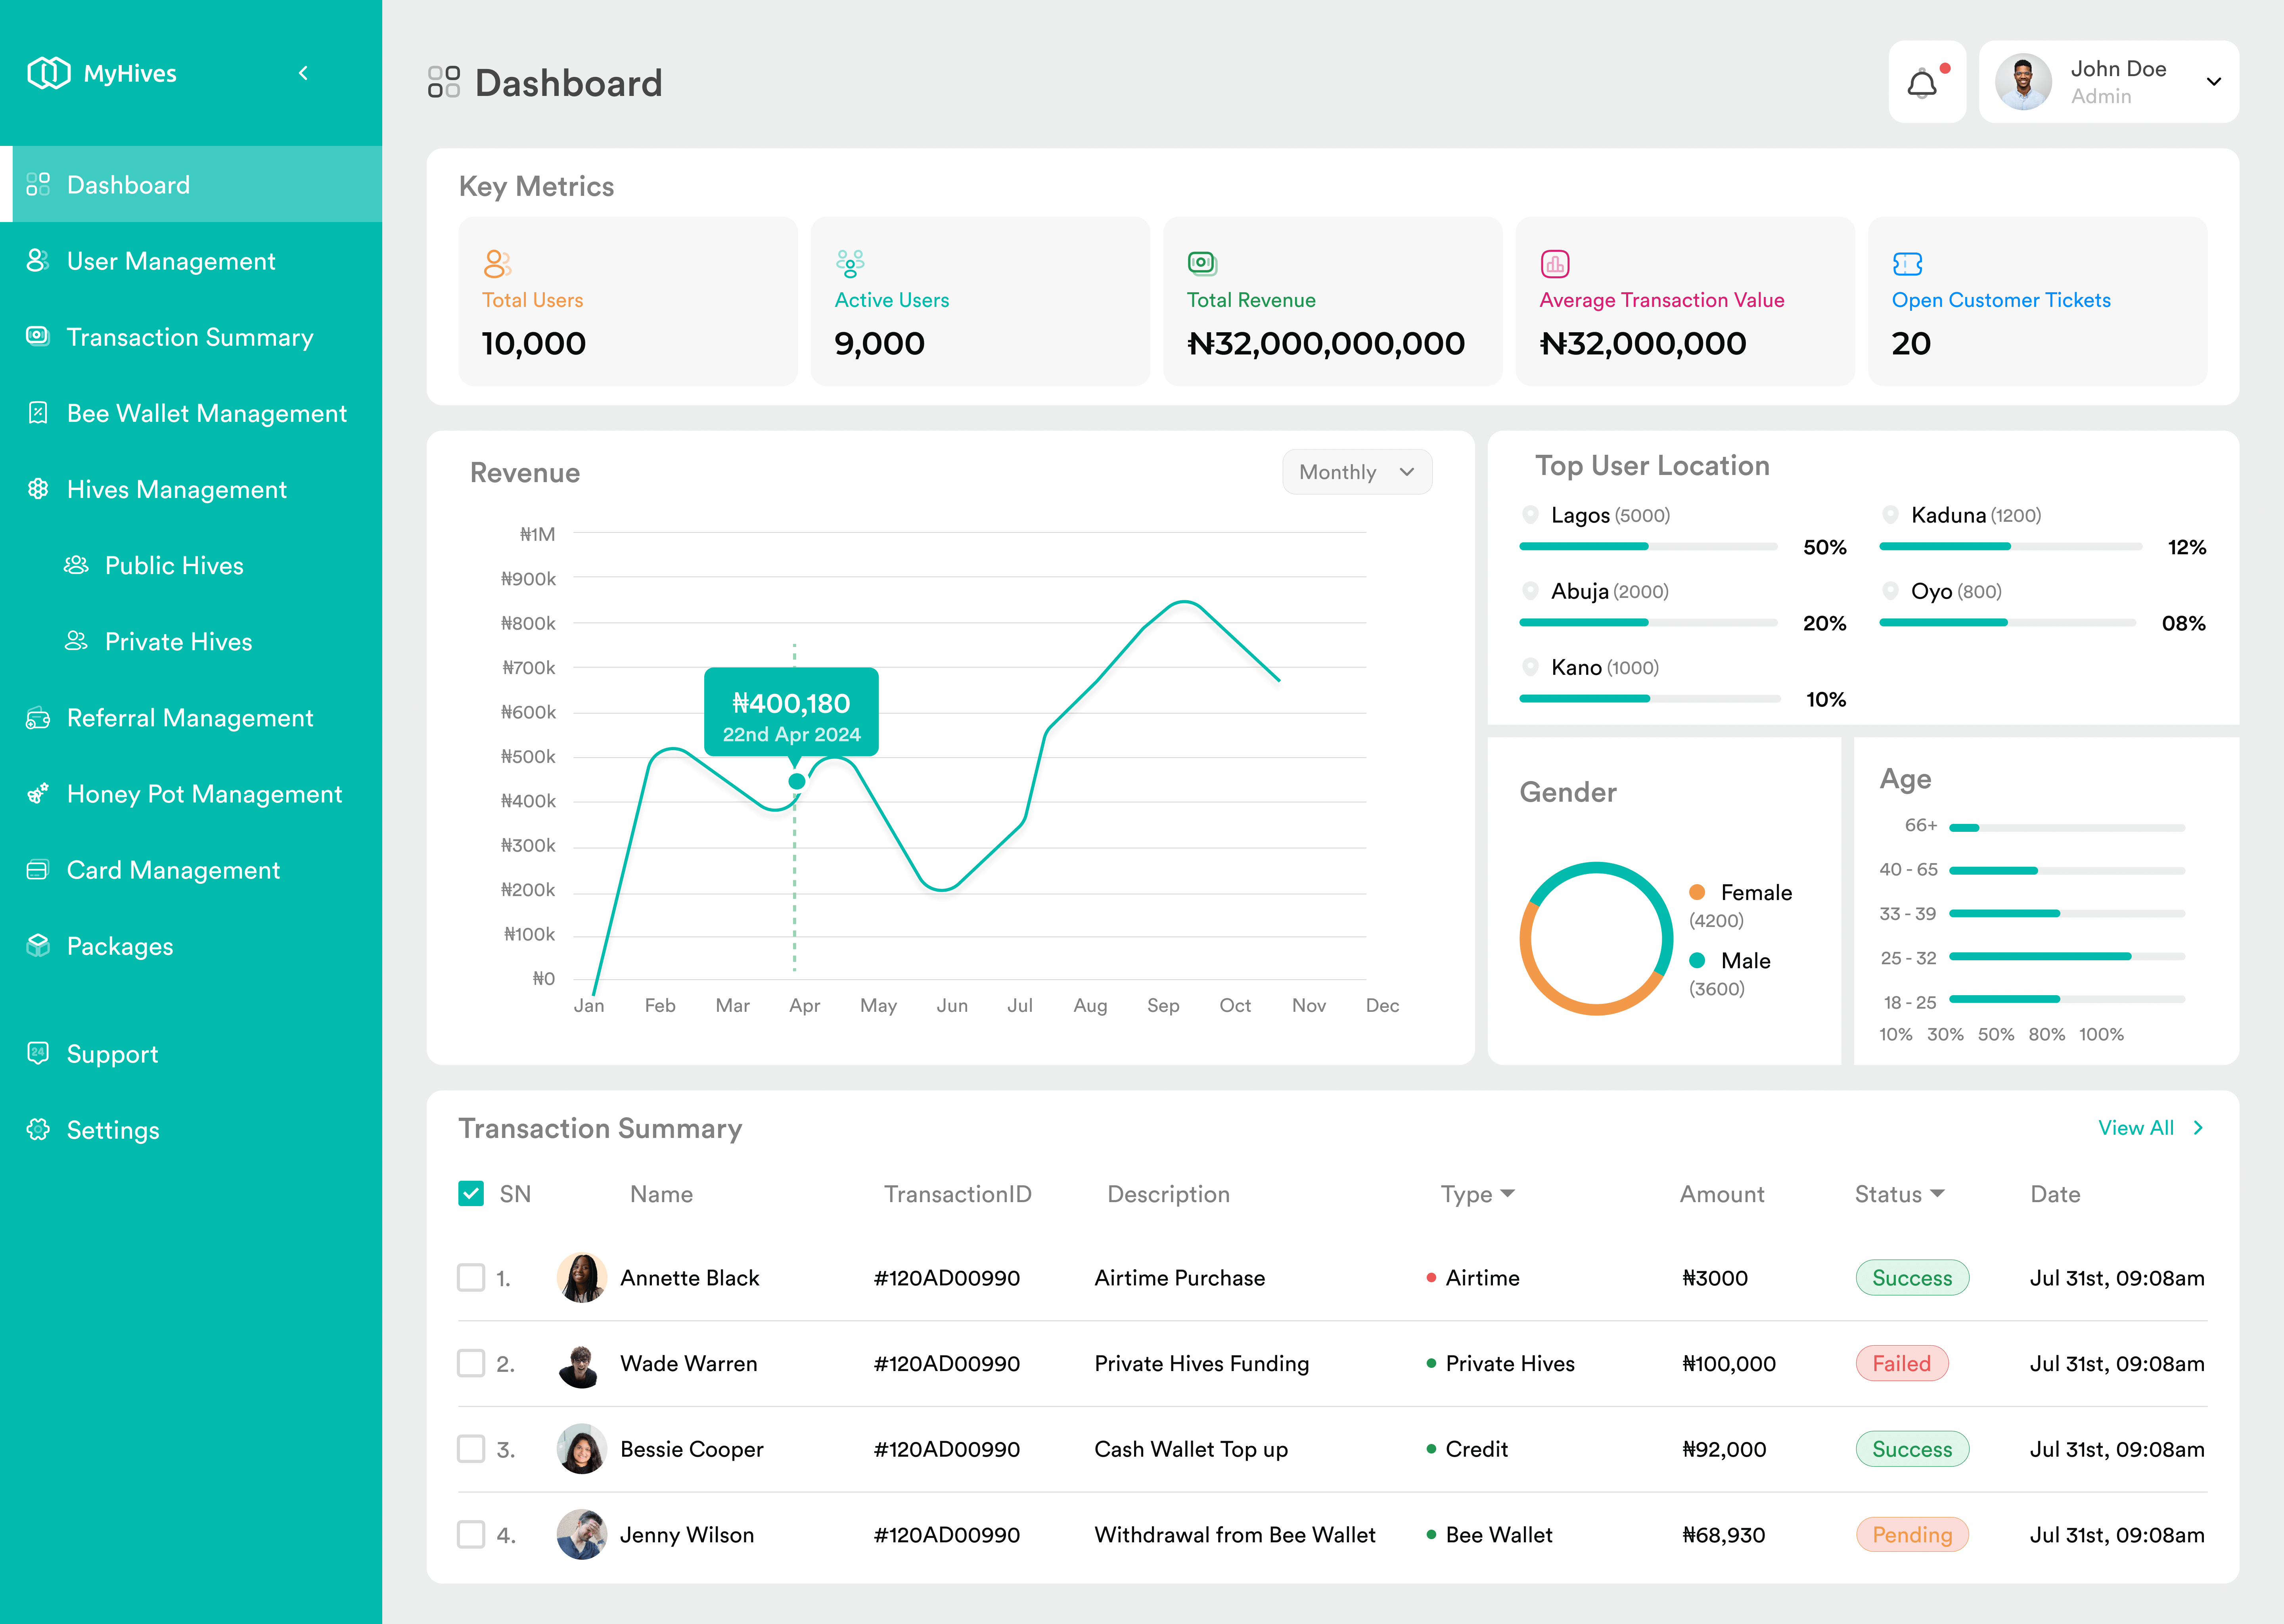 MyHives
Dashboard
User Management
Transaction Summary
Bee Wallet Management
Hives Management
Public Hives
Private Hives
Referral Management
Honey Pot Management
Card Management
Packages
24
Support
Settings
Dashboard
John Doe
Admin
Key Metrics
Total Users
10,000
Active Users
9,000
Total Revenue
₦32,000,000,000
Average Transaction Value
₦32,000,000
Open Customer Tickets
20
Revenue
Monthly
₦1M
₦900k
₦800k
₦700k
₦600k
₦500k
₦400k
₦300k
₦200k
₦100k
₦0
₦400,180
22nd Apr 2024
Jan Feb Mar Apr May Jun Jul Aug Sep Oct Nov Dec
Top User Location
Lagos (5000)
50%
Kaduna (1200)
12%
Abuja (2000)
20%
Oyo (800)
08%
Kano (1000)
10%
Gender
Female
(4200)
Male
(3600)
Age
66+
40 - 65
33 - 39
25 - 32
18 - 25
10% 30% 50% 80% 100%
Transaction Summary
View All
SN Name TransactionID Description Type Amount Status Date
1. Annette Black #120AD00990 Airtime Purchase Airtime ₦3000 Success Jul 31st, 09:08am
2. Wade Warren #120AD00990 Private Hives Funding Private Hives ₦100,000 Failed Jul 31st, 09:08am
3. Bessie Cooper #120AD00990 Cash Wallet Top up Credit ₦92,000 Success Jul 31st, 09:08am
4. Jenny Wilson #120AD00990 Withdrawal from Bee Wallet Bee Wallet ₦68,930 Pending Jul 31st, 09:08am